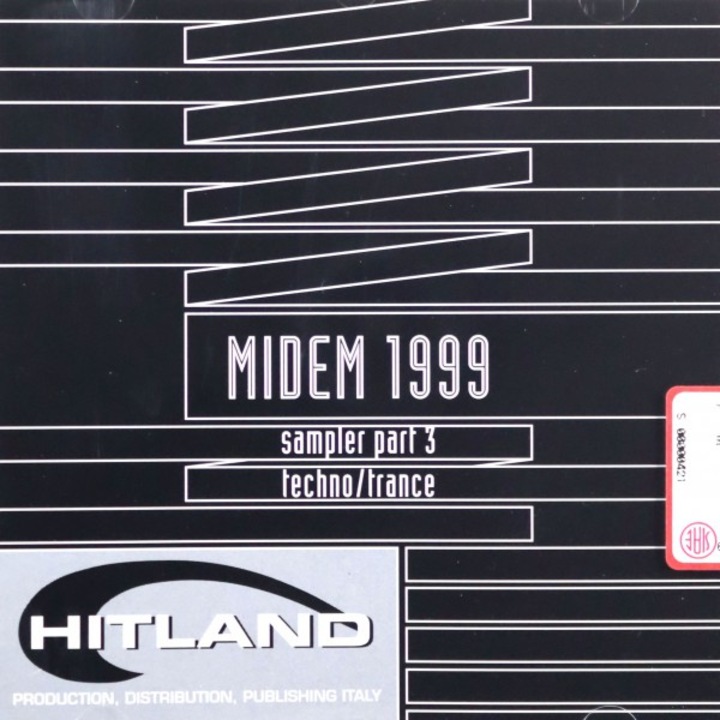 MIDEM 1999
sampler part 3
techno/trance
HITLAND
PRODUCTION, DISTRIBUTION, PUBLISHING ITALY